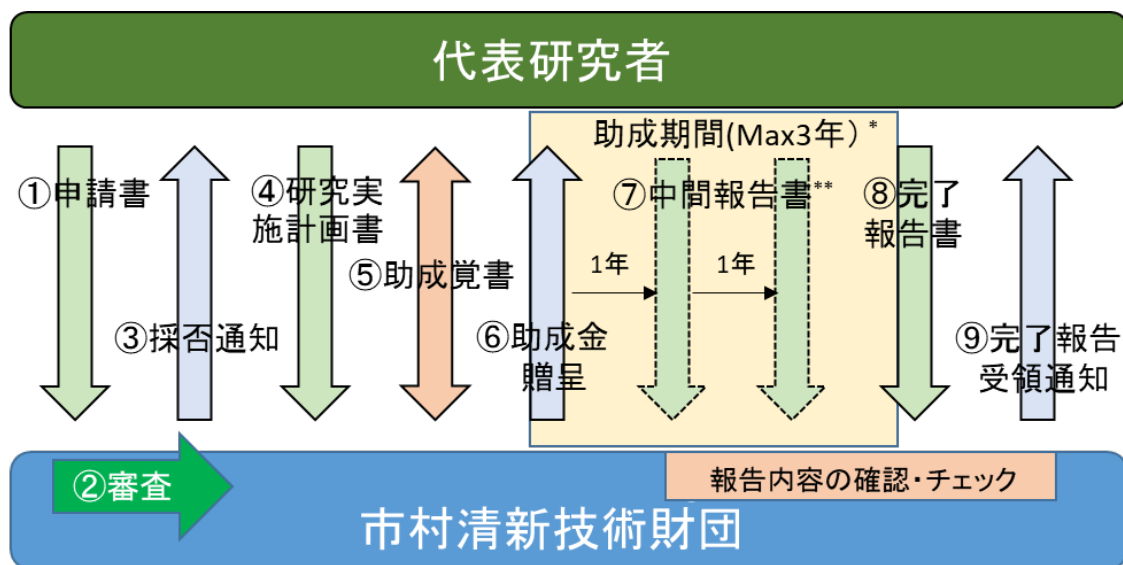 代表研究者
助成期間(Max3年) *
①申請書
④研究実
施計画書
⑦中間報告書**
⑧完了
報告書
⑤助成覚書
1年
1年
③採否通知
⑥助成金
贈呈
⑨完了報告
受領通知
②審査
報告内容の確認・チェック
市村清新技術財団